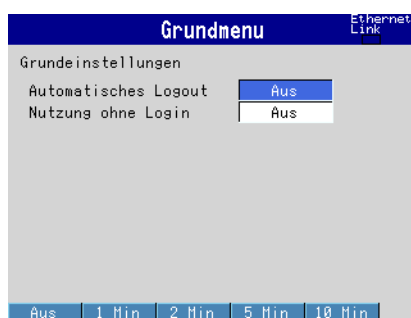 Grundmenu
Ethernet
Link
Grundeinstellungen
Automatisches Logout Aus
Nutzung ohne Login Aus
Aus 1 Min 2 Min 5 Min 10 Min